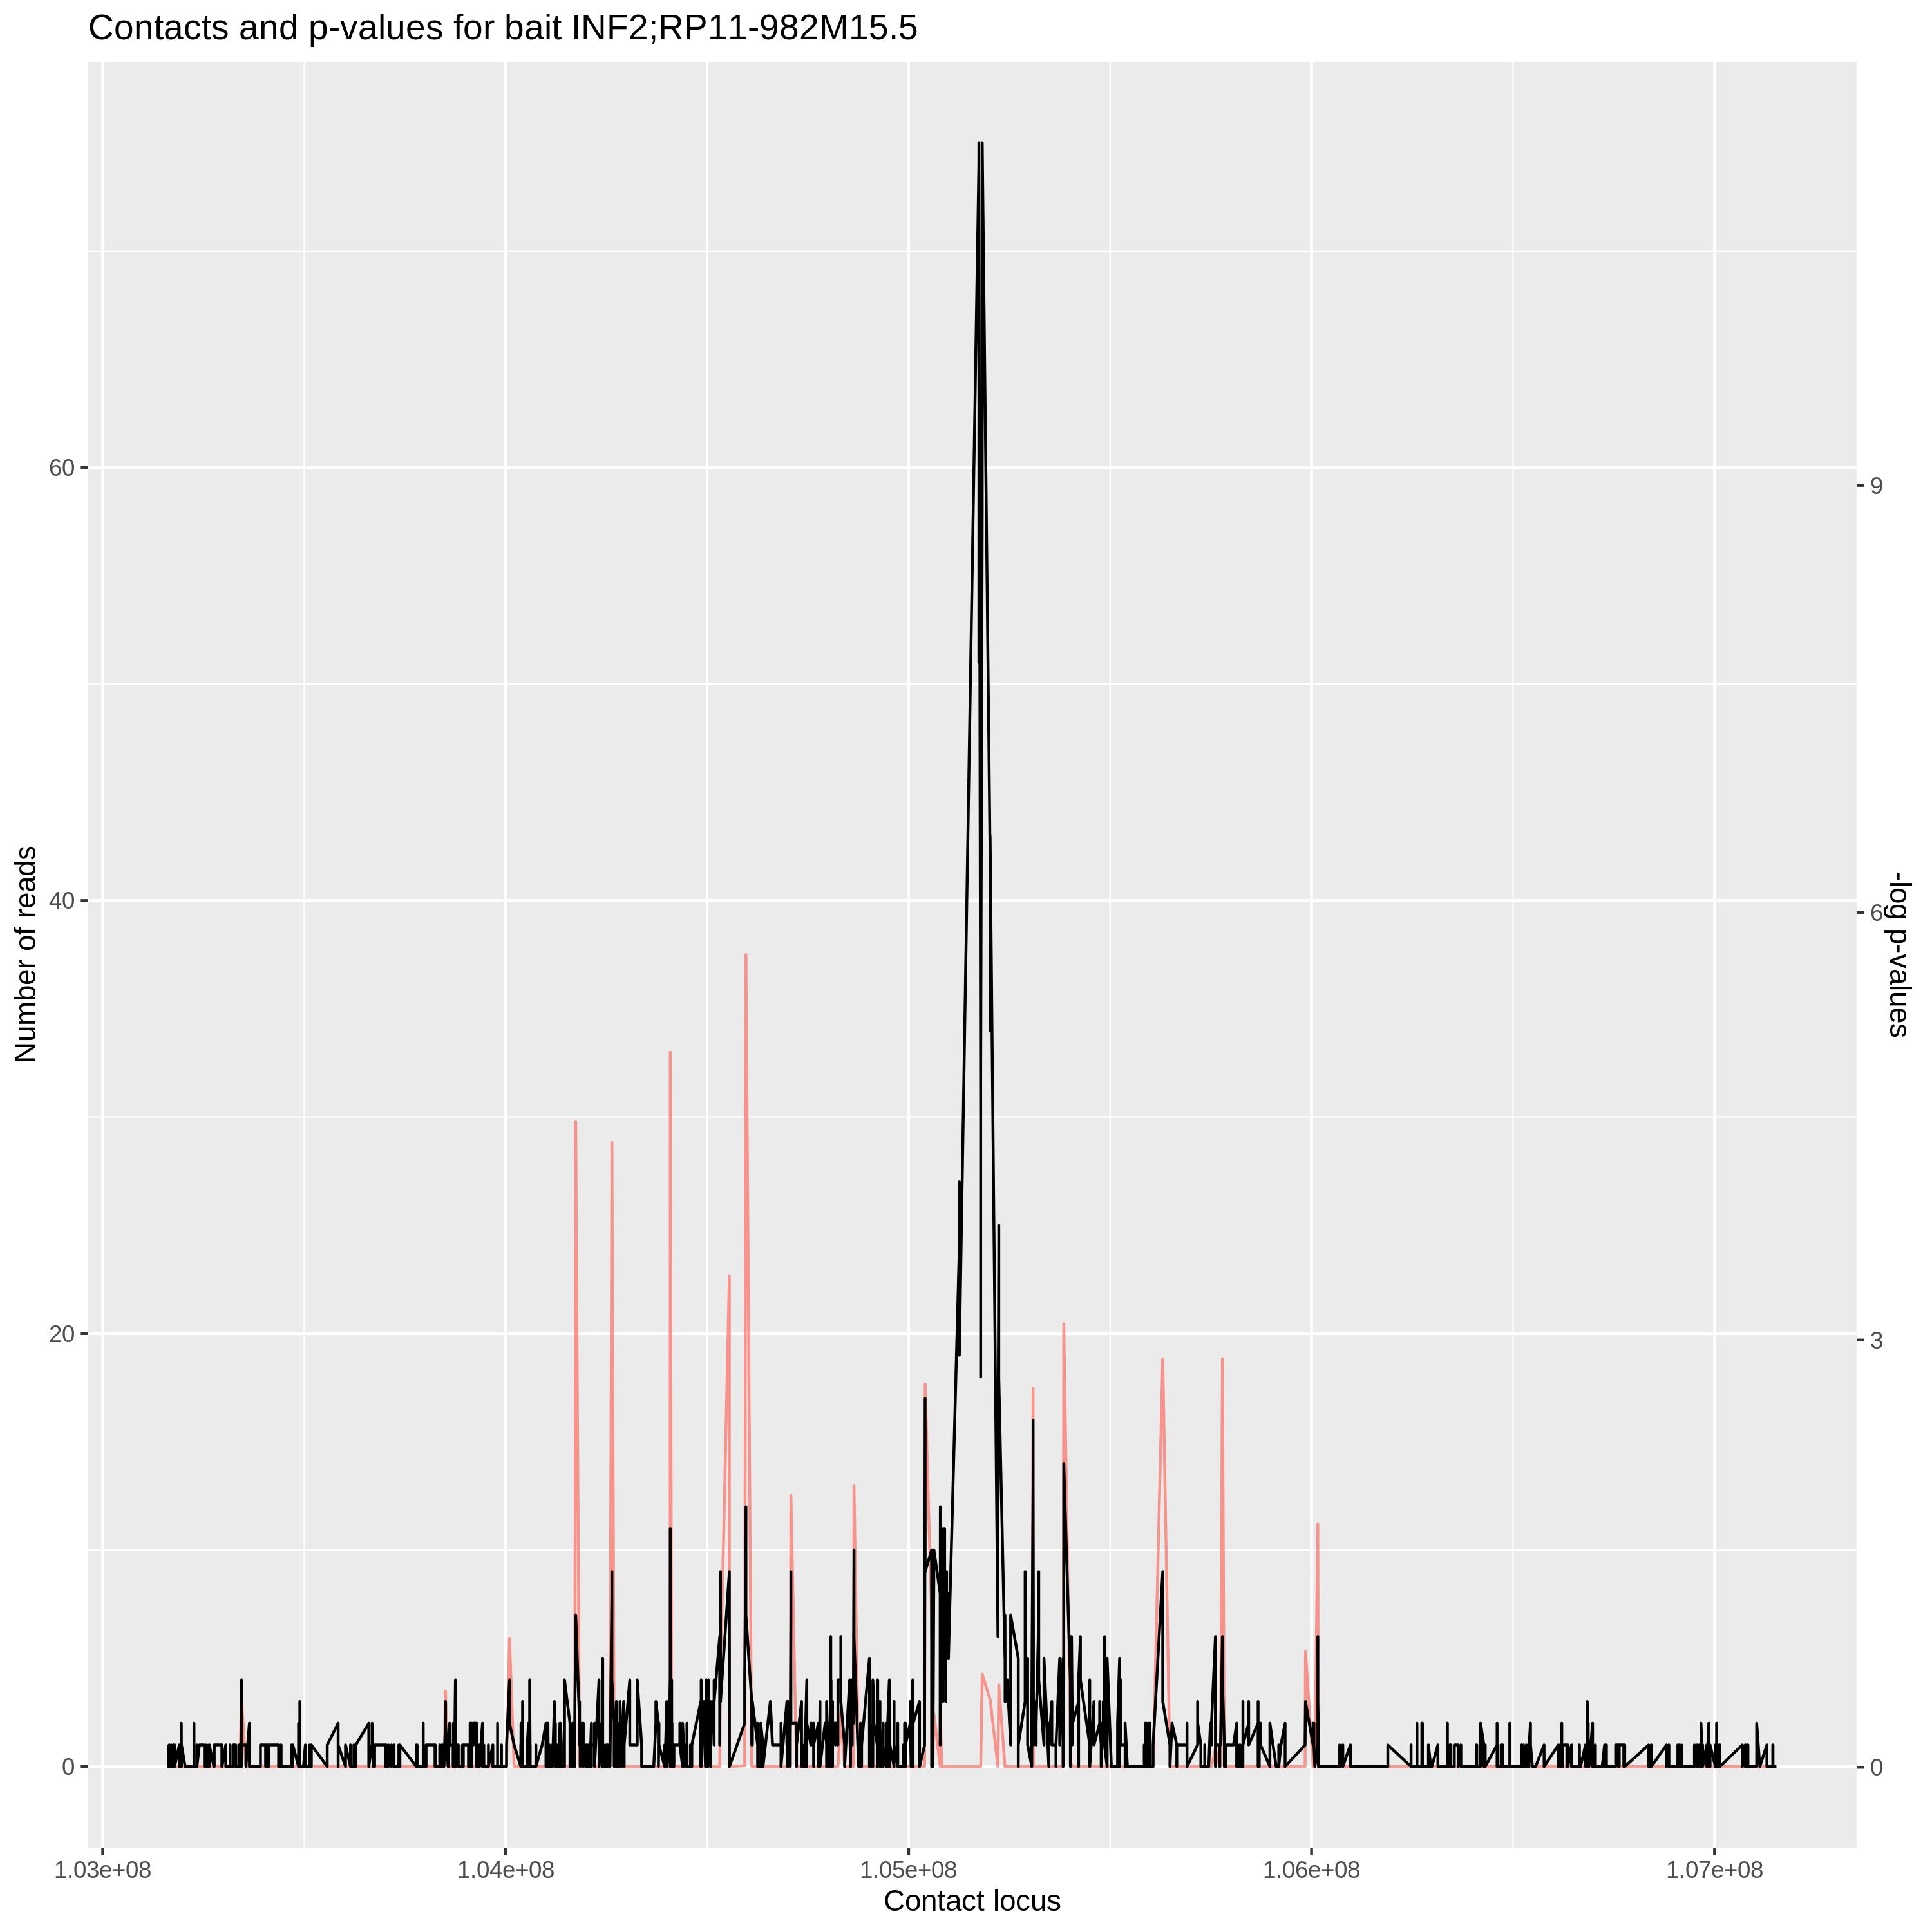 Contacts and p-values for bait INF2;RP11-982M15.5
Number of reads
60
40
20
0
9
6
3
0
-log p-values
1.03e+08 1.04e+08 1.05e+08 1.06e+08 1.07e+08
Contact locus